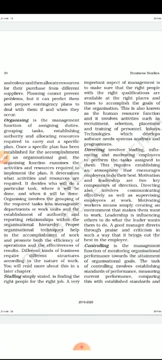 16 Business Studies
and colour and then allocate resources
for their purchase from different
suppliers. Planning cannot prevent
problems, but it can predict them
and prepare contingency plans to
deal with them if and when they
occur.
Organising is the management
function of assigning duties,
grouping tasks, establishing
authority and allocating resources
required to carry out a specific
plan. Once a specific plan has been
established for the accomplishment
of an organisational goal, the
organising function examines the
activities and resources required to
implement the plan. It determines
what activities and resources are
required. It decides who will do a
particular task, where it will be
done, and when it will be done.
Organising involves the grouping of
the required tasks into manageable
departments or work units and the
establishment of authority and
reporting relationships within the
organisational hierarchy. Proper
organisational techniques help
in the accomplishment of work
and promote both the efficiency of
operations and the effectiveness of
results. Different kinds of business
require different structures
according to the nature of work.
You will read more about this in a
later chapter.
Staffing simply stated, is finding the
right people for the right job. A very
important aspect of management is
to make sure that the right people
with the right qualifications are
available at the right places and
times to accomplish the goals of
the organisation. This is also known
as the human resource function
and it involves activities such as
recruitment, selection, placement
and training of personnel. Infosys
Technologies which develops
software needs systems analysts and
programmers
Directing involves leading, influ-
encing and motivating employees
to perform the tasks assigned to
them. This requires establishing
an atmosphere that encourages
employees to do their best. Motivation
and leadership are two key
components of direction. Directing
also involves communicating
effectively as well as supervising
employees at work. Motivating
workers means simply creating an
environment that makes them want
to work. Leadership is influencing
others to do what the leader wants
them to do. A good manager directs
through praise and criticism in
such a way that it brings out the
best in the employee.
Controlling is the management
function of monitoring organisational
performance towards the attainment
of organisational goals. The task
of controlling involves establishing
standards of performance, measuring
current performance, comparing
this with established standards and